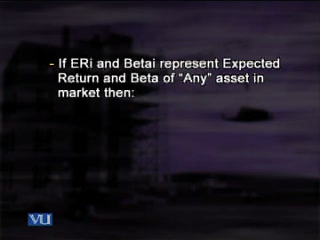 - If ERi and Betai represent Expected
Return and Beta of “Any” asset in
market then:
VU